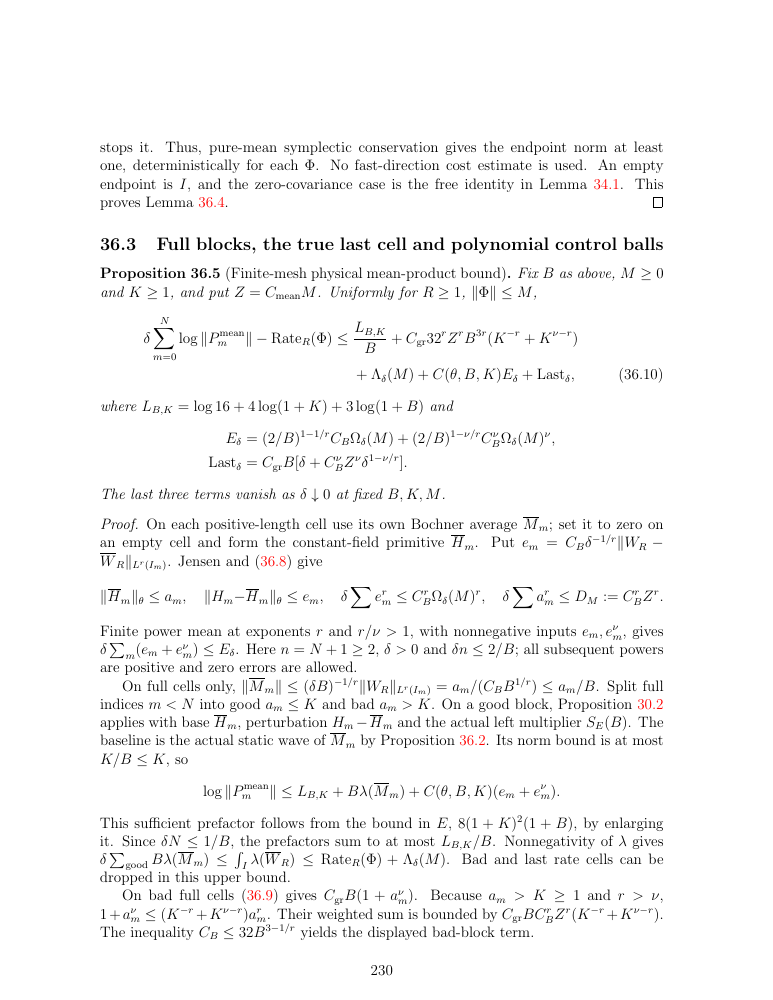 stops it. Thus, pure-mean symplectic conservation gives the endpoint norm at least
one, deterministically for each Φ. No fast-direction cost estimate is used. An empty
endpoint is I, and the zero-covariance case is the free identity in Lemma 34.1. This
proves Lemma 36.4. □
36.3 Full blocks, the true last cell and polynomial control balls
Proposition 36.5 (Finite-mesh physical mean-product bound). Fix B as above, M ≥ 0
and K ≥ 1, and put Z = C_mean M. Uniformly for R ≥ 1, ‖Φ‖ ≤ M,
δ ∑_{m=0}^{N} log ‖P_m^{mean}‖ − Rate_R(Φ) ≤ L_{B,K}/B + C_gr 32^r Z^r B^{3r}(K^{−r} + K^{ν−r})
+ Λ_δ(M) + C(θ, B, K)E_δ + Last_δ, (36.10)
where L_{B,K} = log 16 + 4 log(1 + K) + 3 log(1 + B) and
E_δ = (2/B)^{1−1/r} C_B Ω_δ(M) + (2/B)^{1−ν/r} C_B^ν Ω_δ(M)^ν,
Last_δ = C_gr B[δ + C_B^ν Z^ν δ^{1−ν/r}].
The last three terms vanish as δ ↓ 0 at fixed B, K, M.
Proof. On each positive-length cell use its own Bochner average M̅_m; set it to zero on
an empty cell and form the constant-field primitive H̅_m. Put e_m = C_B δ^{−1/r}‖W_R −
W̅_R‖_{L^r(I_m)}. Jensen and (36.8) give
‖H̅_m‖_θ ≤ a_m, ‖H_m−H̅_m‖_θ ≤ e_m, δ ∑ e_m^r ≤ C_B^r Ω_δ(M)^r, δ ∑ a_m^r ≤ D_M := C_B^r Z^r.
Finite power mean at exponents r and r/ν > 1, with nonnegative inputs e_m, e_m^ν, gives
δ ∑_m(e_m + e_m^ν) ≤ E_δ. Here n = N + 1 ≥ 2, δ > 0 and δn ≤ 2/B; all subsequent powers
are positive and zero errors are allowed.
On full cells only, ‖M̅_m‖ ≤ (δB)^{−1/r}‖W_R‖_{L^r(I_m)} = a_m/(C_B B^{1/r}) ≤ a_m/B. Split full
indices m < N into good a_m ≤ K and bad a_m > K. On a good block, Proposition 30.2
applies with base H̅_m, perturbation H_m−H̅_m and the actual left multiplier S_E(B). The
baseline is the actual static wave of M̅_m by Proposition 36.2. Its norm bound is at most
K/B ≤ K, so
log ‖P_m^{mean}‖ ≤ L_{B,K} + Bλ(M̅_m) + C(θ, B, K)(e_m + e_m^ν).
This sufficient prefactor follows from the bound in E, 8(1 + K)^2(1 + B), by enlarging
it. Since δN ≤ 1/B, the prefactors sum to at most L_{B,K}/B. Nonnegativity of λ gives
δ ∑_{good} Bλ(M̅_m) ≤ ∫_I λ(W̅_R) ≤ Rate_R(Φ) + Λ_δ(M). Bad and last rate cells can be
dropped in this upper bound.
On bad full cells (36.9) gives C_gr B(1 + a_m^ν). Because a_m > K ≥ 1 and r > ν,
1 + a_m^ν ≤ (K^{−r} + K^{ν−r})a_m^r. Their weighted sum is bounded by C_gr B C_B^r Z^r(K^{−r} + K^{ν−r}).
The inequality C_B ≤ 32B^{3−1/r} yields the displayed bad-block term.
230